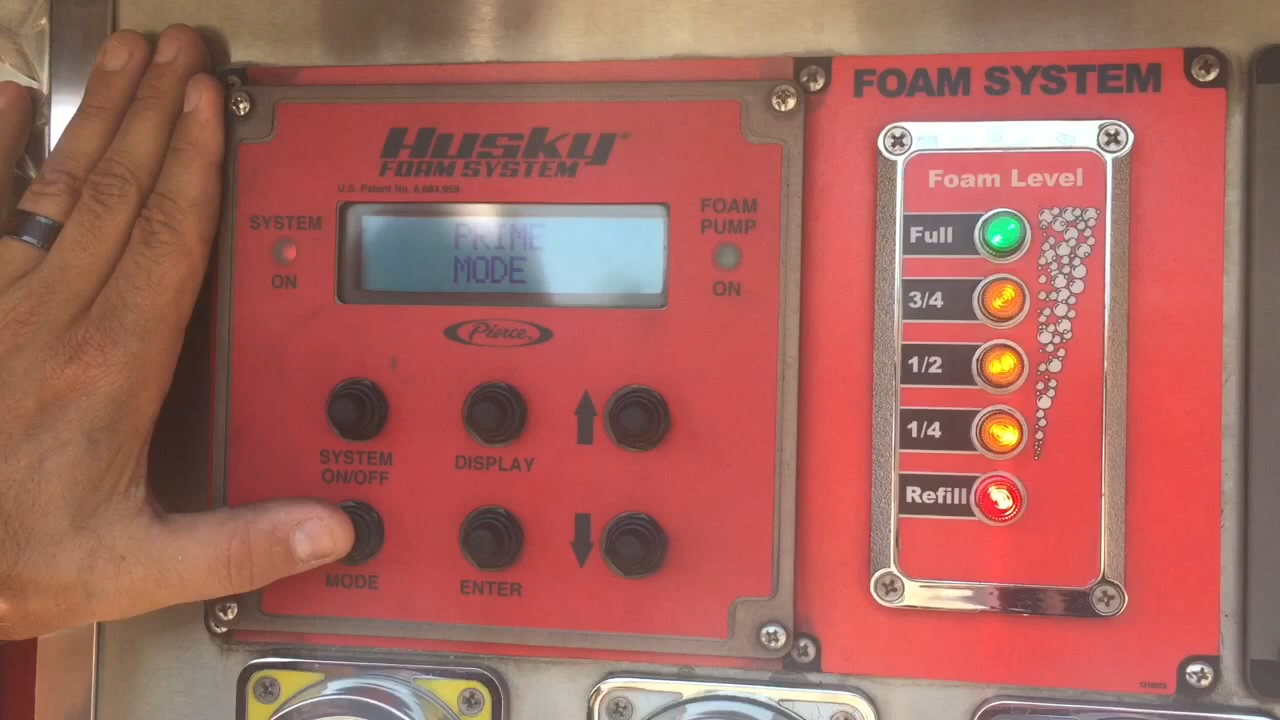 Husky®
FOAM SYSTEM
U.S. Patent No. 5,684,959
SYSTEM
ON
PRIME
MODE
FOAM
PUMP
ON
Pierce
SYSTEM
ON/OFF
DISPLAY
MODE
ENTER
FOAM SYSTEM
Foam Level
Full
3/4
1/2
1/4
Refill